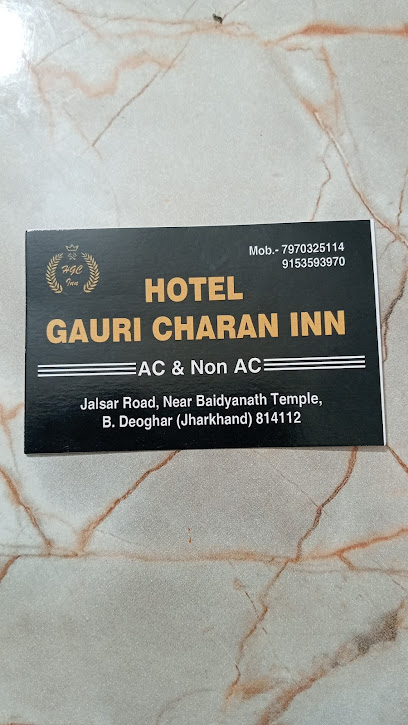 HGC
Inn
Mob.- 7970325114
9153593970
HOTEL
GAURI CHARAN INN
AC & Non AC
Jalsar Road, Near Baidyanath Temple,
B. Deoghar (Jharkhand) 814112